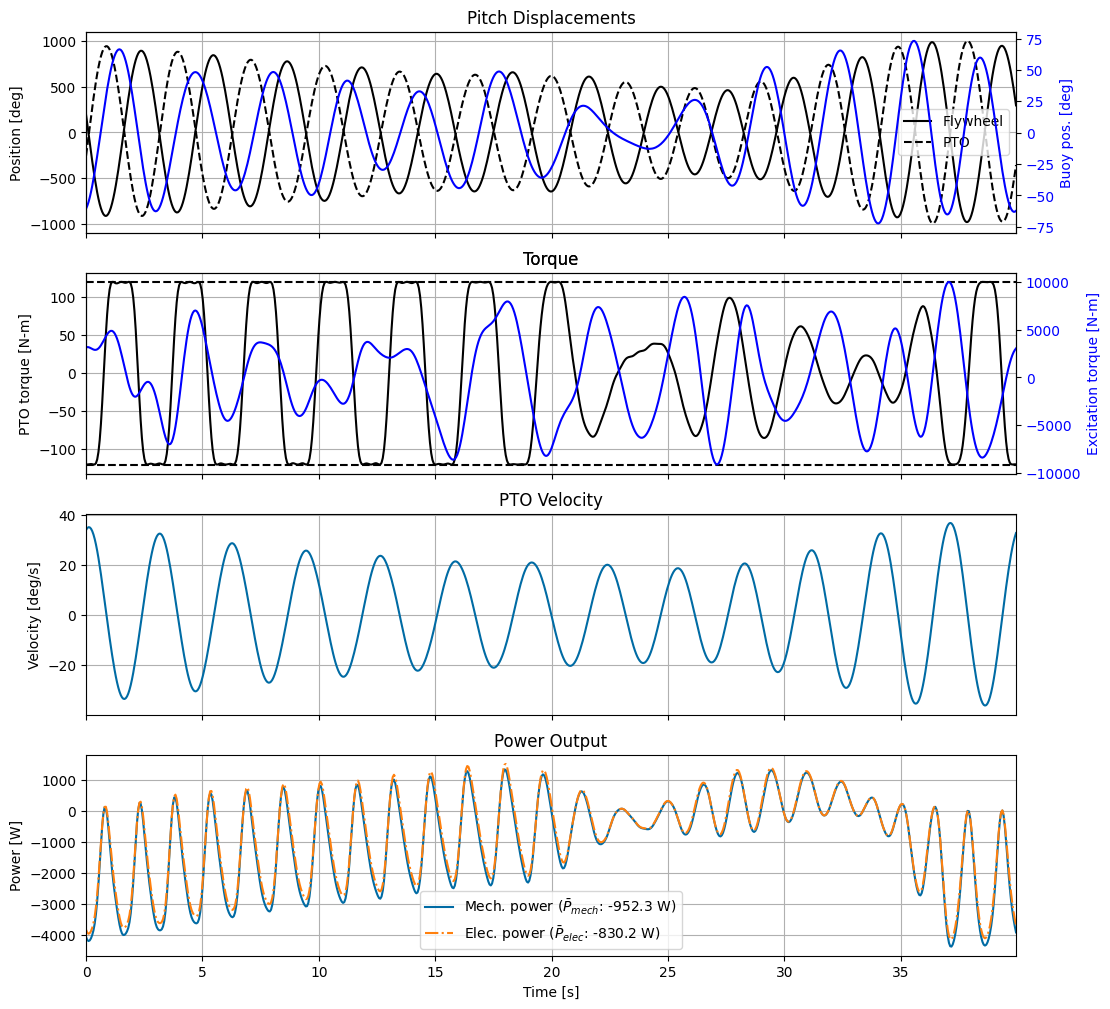 Pitch Displacements
Position [deg]
1000
500
0
−500
−1000
75
50
25
0
−25
−50
−75
Buoy pos. [deg]
Flywheel
PTO
Torque
PTO torque [N-m]
100
50
0
−50
−100
10000
5000
0
−5000
−10000
Excitation torque [N-m]
PTO Velocity
Velocity [deg/s]
40
20
0
−20
Power Output
Power [W]
1000
0
−1000
−2000
−3000
−4000
Mech. power (P̄mech: -952.3 W)
Elec. power (P̄elec: -830.2 W)
0 5 10 15 20 25 30 35
Time [s]